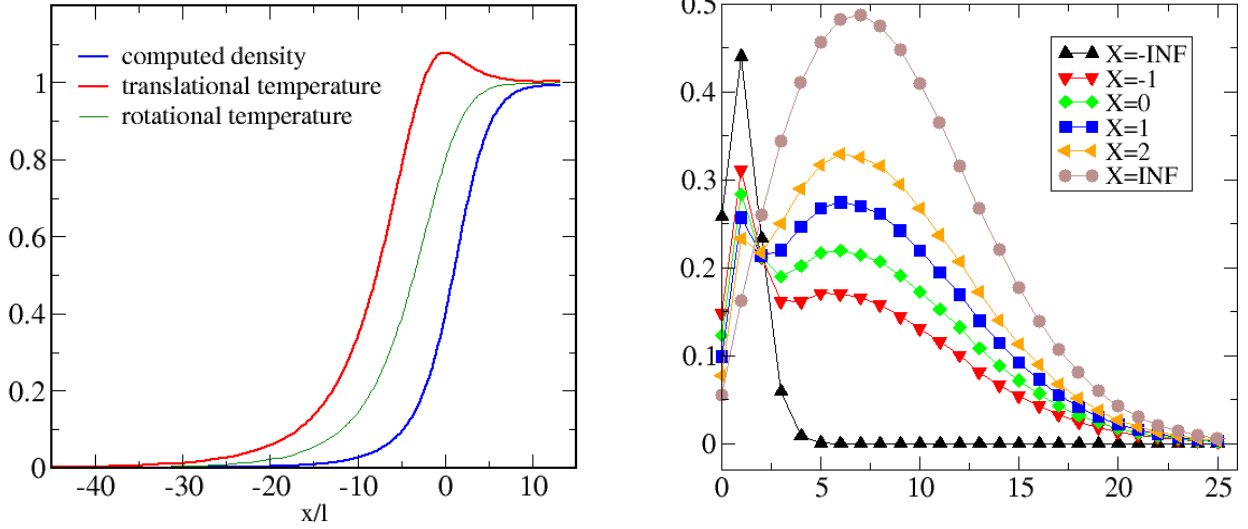 computed density
translational temperature
rotational temperature
1
0.8
0.6
0.4
0.2
0
-40
-30
-20
-10
0
10
x/l
0.5
0.4
0.3
0.2
0.1
0
0
5
10
15
20
25
X=-INF
X=-1
X=0
X=1
X=2
X=INF